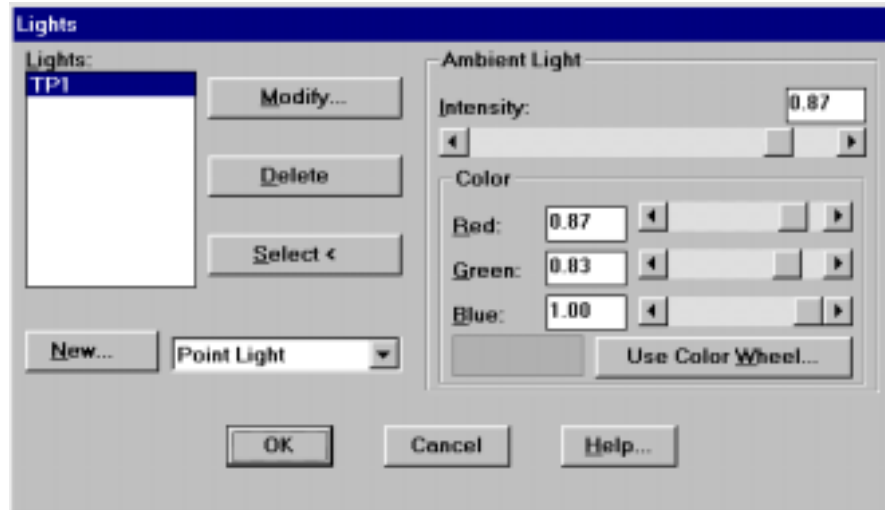 Lights
Lights:
TP1
Modify...
Delete
Select <
New...
Point Light
Ambient Light
Intensity:
0.87
Color
Red:
0.87
Green:
0.83
Blue:
1.00
Use Color Wheel...
OK
Cancel
Help...